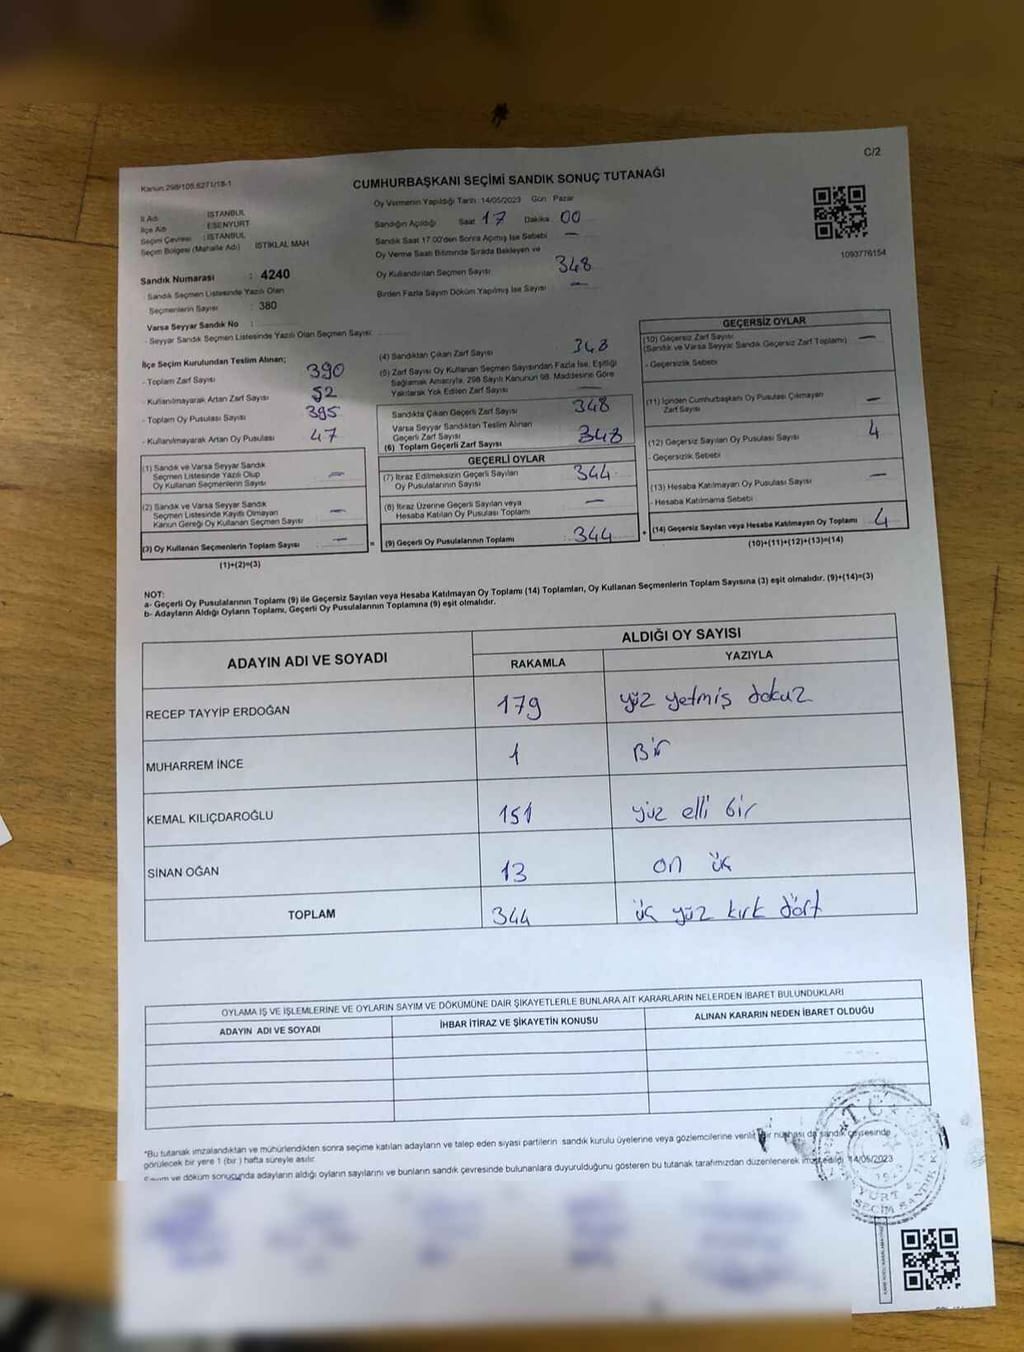 C/2
Kanun 298/105.6271/18-1
CUMHURBAŞKANI SEÇİMİ SANDIK SONUÇ TUTANAĞI
İl Adı : İSTANBUL
İlçe Adı : ESENYURT
Seçim Çevresi : İSTANBUL
Seçim Bölgesi (Mahalle Adı) İSTİKLAL MAH
Sandık Numarası : 4240
Sandık Seçmen Listesinde Yazılı Olan
Seçmenlerin Sayısı : 380
Varsa Seyyar Sandık No :
- Seyyar Sandık Seçmen Listesinde Yazılı Olan Seçmen Sayısı:
Oy Vermenin Yapıldığı Tarih 14/05/2023 Gün Pazar
Sandığın Açıldığı Saat 17 Dakika 00
Sandık Saat 17.00'den Sonra Açılmış İse Sebebi —
Oy Verme Saati Bitiminde Sırada Bekleyen ve
Oy Kullandırılan Seçmen Sayısı 348
Birden Fazla Sayım Döküm Yapılmış İse Sayısı —
1093776154
İlçe Seçim Kurulundan Teslim Alınan;
- Toplam Zarf Sayısı 390
- Kullanılmayarak Artan Zarf Sayısı 52
- Toplam Oy Pusulası Sayısı 395
- Kullanılmayarak Artan Oy Pusulası 47
(1) Sandık ve Varsa Seyyar Sandık
Seçmen Listesinde Yazılı Olup
Oy Kullanan Seçmenlerin Sayısı —
(2) Sandık ve Varsa Seyyar Sandık
Seçmen Listesinde Kayıtlı Olmayan
Kanun Gereği Oy Kullanan Seçmen Sayısı —
(3) Oy Kullanan Seçmenlerin Toplam Sayısı —
(1)+(2)=(3)
(4) Sandıktan Çıkan Zarf Sayısı 348
(5) Zarf Sayısı Oy Kullanan Seçmen Sayısından Fazla İse, Eşitliği
Sağlamak Amacıyla, 298 Sayılı Kanunun 98. Maddesine Göre
Yakılarak Yok Edilen Zarf Sayısı —
Sandıkta Çıkan Geçerli Zarf Sayısı 348
Varsa Seyyar Sandıktan Teslim Alınan
Geçerli Zarf Sayısı
(6) Toplam Geçerli Zarf Sayısı 348
GEÇERLİ OYLAR
(7) İtiraz Edilmeksizin Geçerli Sayılan
Oy Pusulasının Sayısı 344
(8) İtiraz Üzerine Geçerli Sayılan veya
Hesaba Katılan Oy Pusulası Toplamı —
= (9) Geçerli Oy Pusulalarının Toplamı : 344
GEÇERSİZ OYLAR
(10) Geçersiz Zarf Sayısı
(Sandık ve Varsa Seyyar Sandık Geçersiz Zarf Toplamı) —
- Geçersizlik Sebebi
(11) İçinden Cumhurbaşkanı Oy Pusulası Çıkmayan
Zarf Sayısı —
(12) Geçersiz Sayılan Oy Pusulası Sayısı 4
- Geçersizlik Sebebi
(13) Hesaba Katılmayan Oy Pusulası Sayısı —
- Hesaba Katılmama Sebebi
+ (14) Geçersiz Sayılan veya Hesaba Katılmayan Oy Toplamı 4
(10)+(11)+(12)+(13)=(14)
NOT:
a- Geçerli Oy Pusulalarının Toplamı (9) ile Geçersiz Sayılan veya Hesaba Katılmayan Oy Toplamı (14) Toplamları, Oy Kullanan Seçmenlerin Toplam Sayısına (3) eşit olmalıdır. (9)+(14)=(3)
b- Adayların Aldığı Oyların Toplamı, Geçerli Oy Pusulalarının Toplamına (9) eşit olmalıdır.
ADAYIN ADI VE SOYADI
ALDIĞI OY SAYISI
RAKAMLA YAZIYLA
RECEP TAYYİP ERDOĞAN 179 yüz yetmiş dokuz
MUHARREM İNCE 1 Bir
KEMAL KILIÇDAROĞLU 151 yüz elli bir
SİNAN OĞAN 13 on üç
TOPLAM 344 üç yüz kırk dört
OYLAMA İŞ VE İŞLEMLERİNE VE OYLARIN SAYIM VE DÖKÜMÜNE DAİR ŞİKAYETLERLE BUNLARA AİT KARARLARIN NELERDEN İBARET BULUNDUKLARI
ADAYIN ADI VE SOYADI İHBAR İTİRAZ VE ŞİKAYETİN KONUSU ALINAN KARARIN NEDEN İBARET OLDUĞU
*Bu tutanak imzalandıktan ve mühürlendikten sonra seçime katılan adayların ve talep eden siyasi partilerin sandık kurulu üyelerine veya gözlemcilerine verilir bir nüshası da sandık çevresinde
görülecek bir yere 1 (bir) hafta süreyle asılır.
Sayım ve döküm sonucunda adayların aldığı oyların sayılarını ve bunların sandık çevresinde bulunanlara duyurulduğunu gösteren bu tutanak tarafımızdan düzenlenerek imza edildi. 14/05/2023
T.C.